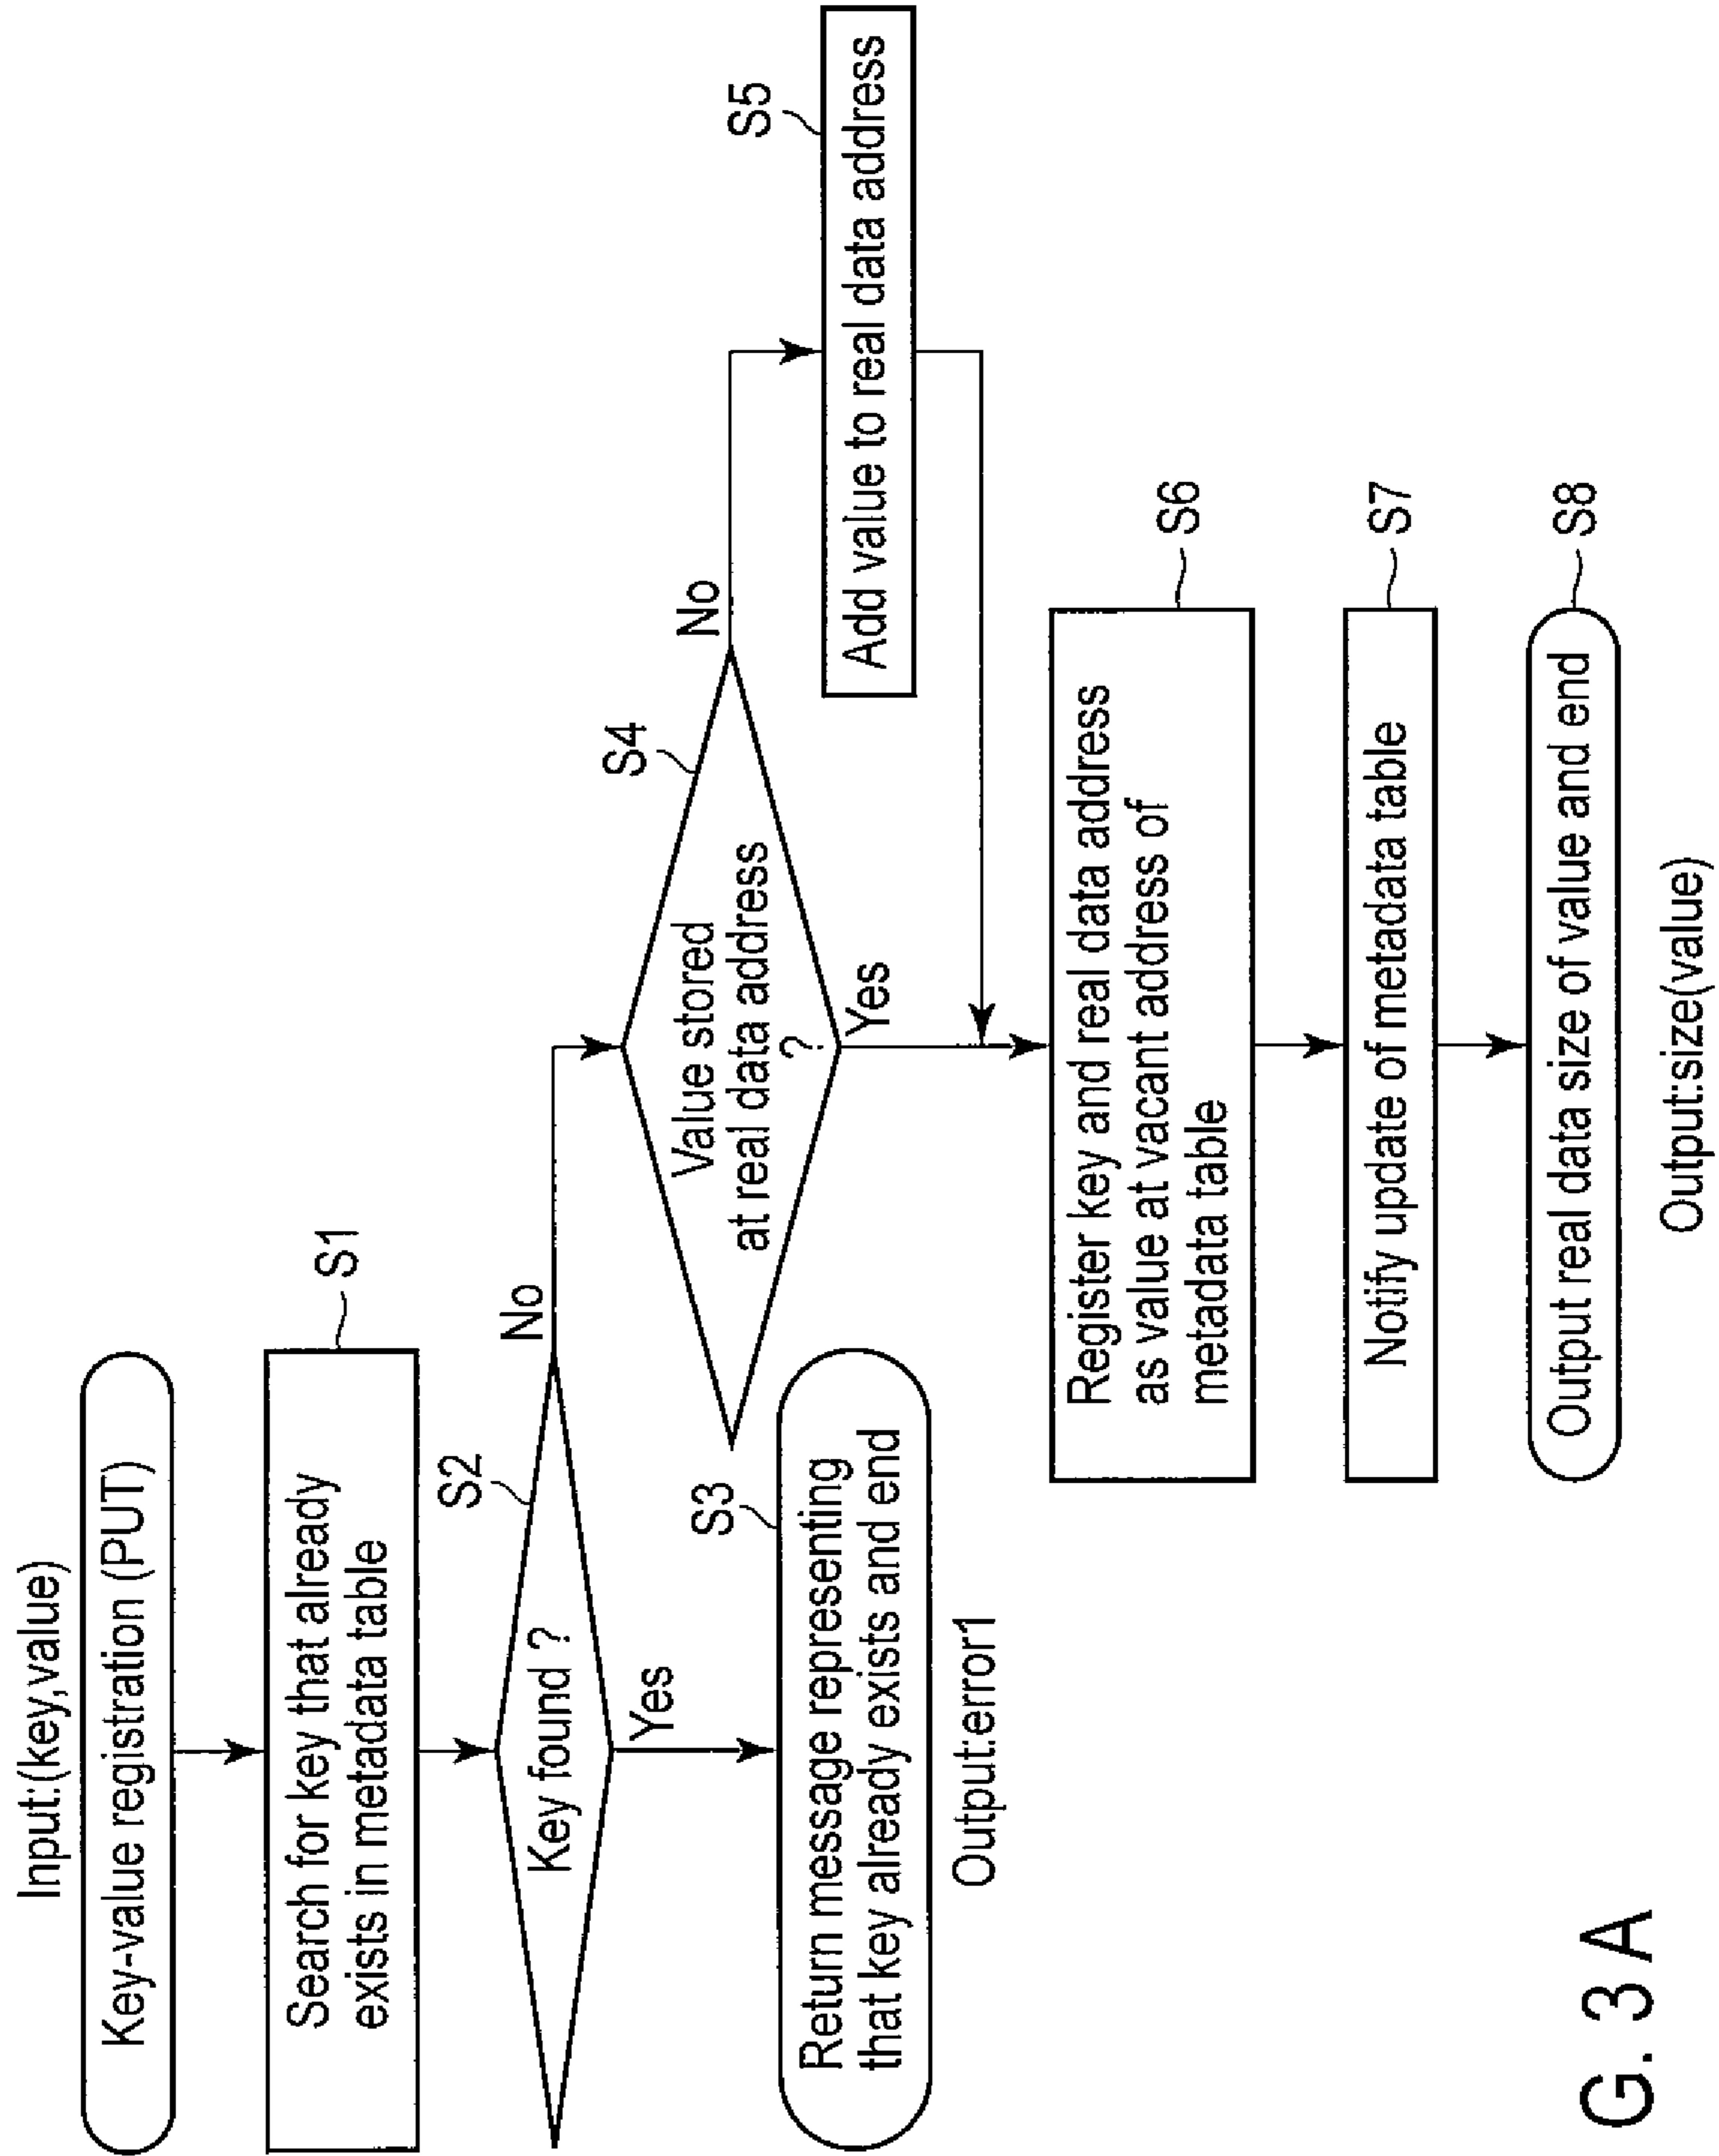 Input:(key,value)
Key-value registration (PUT)
S1
Search for key that already
exists in metadata table
S2
Key found ?
No
Yes
S3
Return message representing
that key already exists and end
Output:error1
S4
Value stored
at real data address
?
No
Yes
S5
Add value to real data address
S6
Register key and real data address
as value at vacant address of
metadata table
S7
Notify update of metadata table
S8
Output real data size of value and end
Output:size(value)
G. 3 A